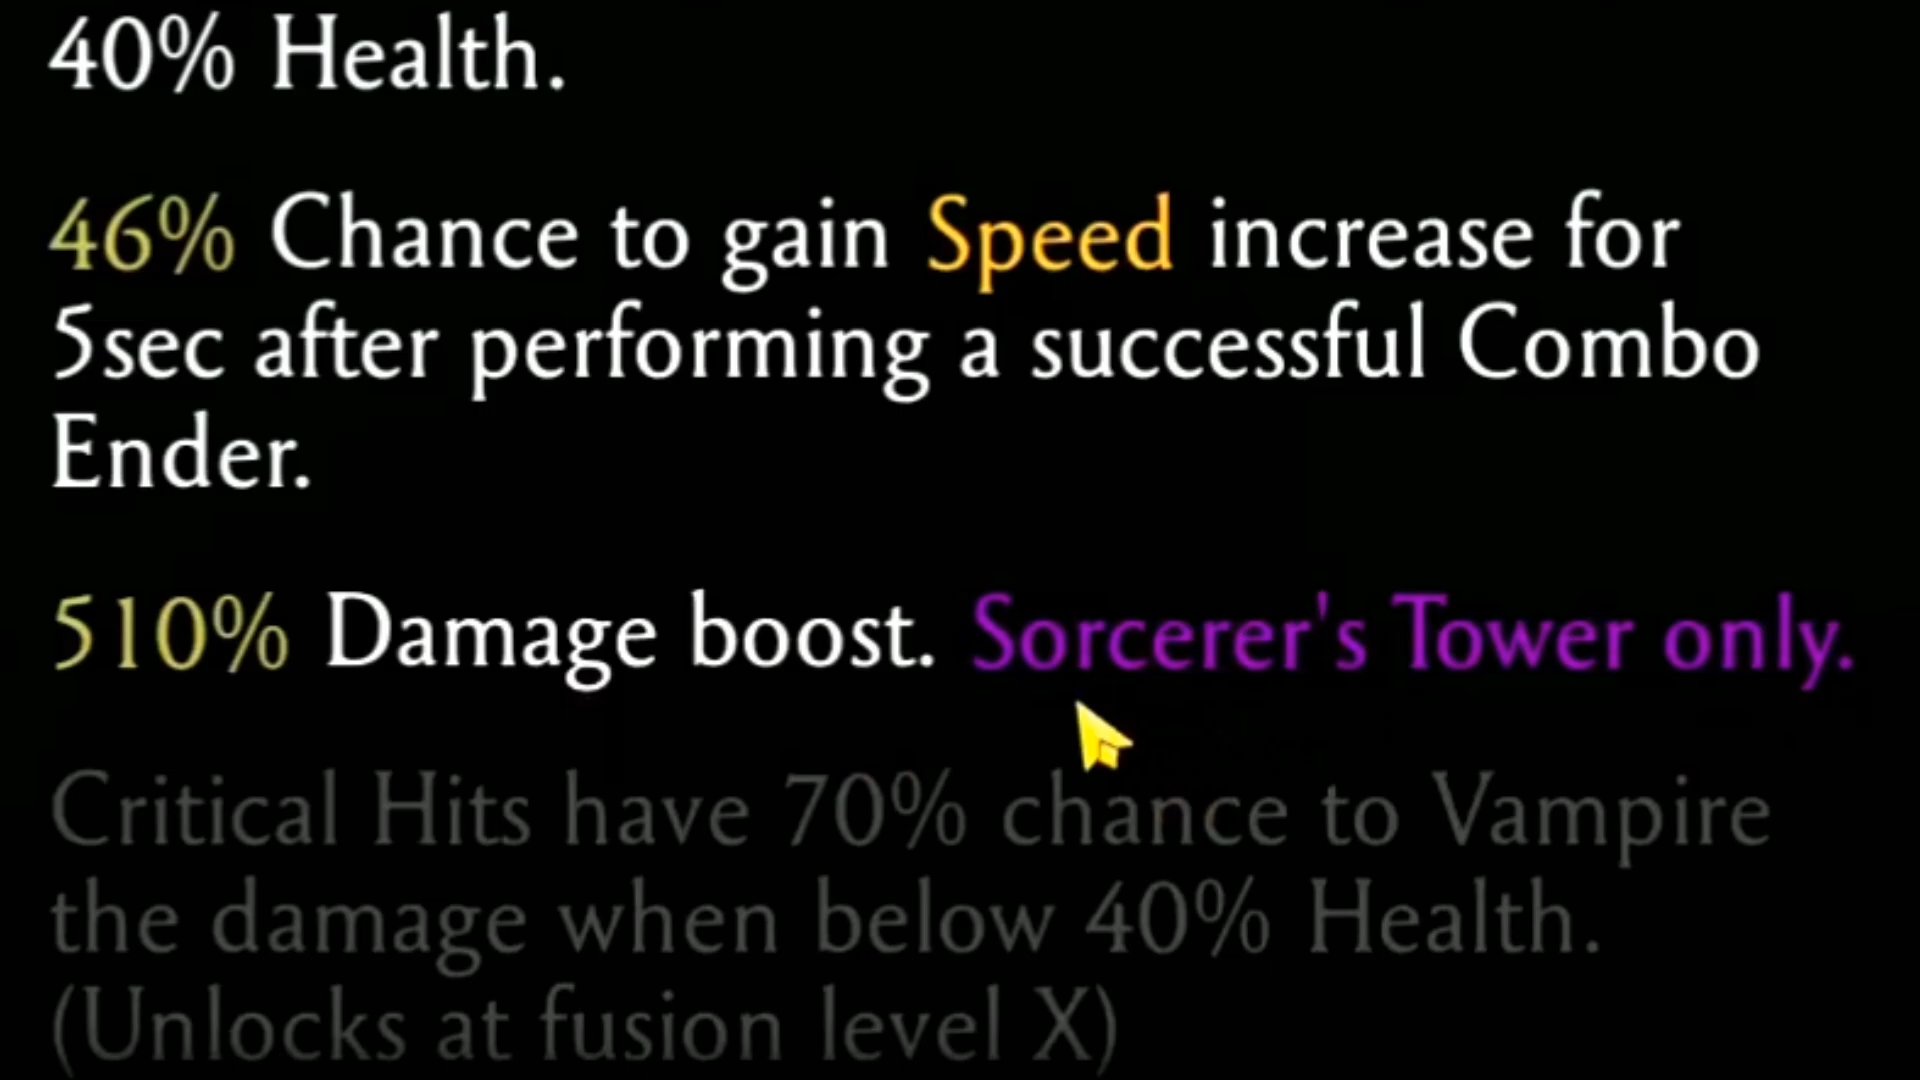 40% Health.
46% Chance to gain Speed increase for
5sec after performing a successful Combo
Ender.
510% Damage boost. Sorcerer's Tower only.
Critical Hits have 70% chance to Vampire
the damage when below 40% Health.
(Unlocks at fusion level X)